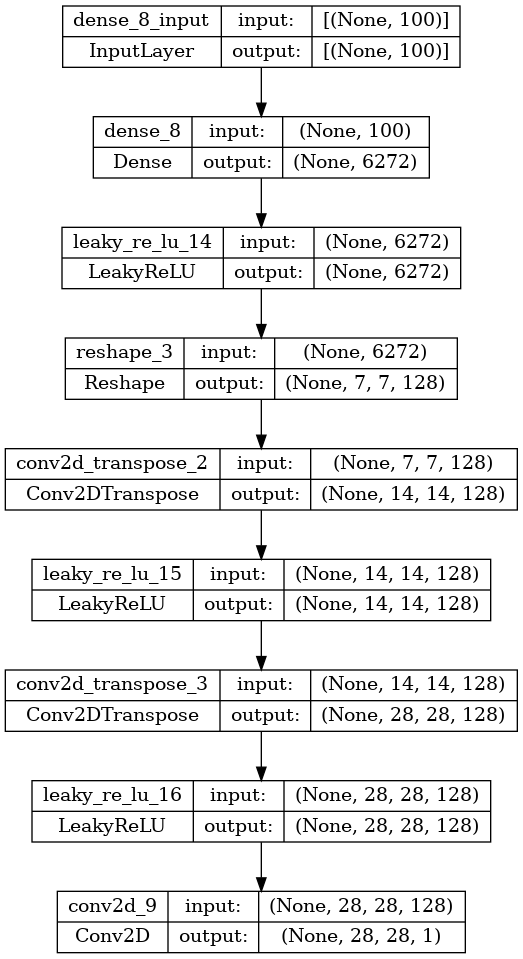 dense_8_input input: [(None, 100)]
InputLayer output: [(None, 100)]
dense_8 input: (None, 100)
Dense output: (None, 6272)
leaky_re_lu_14 input: (None, 6272)
LeakyReLU output: (None, 6272)
reshape_3 input: (None, 6272)
Reshape output: (None, 7, 7, 128)
conv2d_transpose_2 input: (None, 7, 7, 128)
Conv2DTranspose output: (None, 14, 14, 128)
leaky_re_lu_15 input: (None, 14, 14, 128)
LeakyReLU output: (None, 14, 14, 128)
conv2d_transpose_3 input: (None, 14, 14, 128)
Conv2DTranspose output: (None, 28, 28, 128)
leaky_re_lu_16 input: (None, 28, 28, 128)
LeakyReLU output: (None, 28, 28, 128)
conv2d_9 input: (None, 28, 28, 128)
Conv2D output: (None, 28, 28, 1)